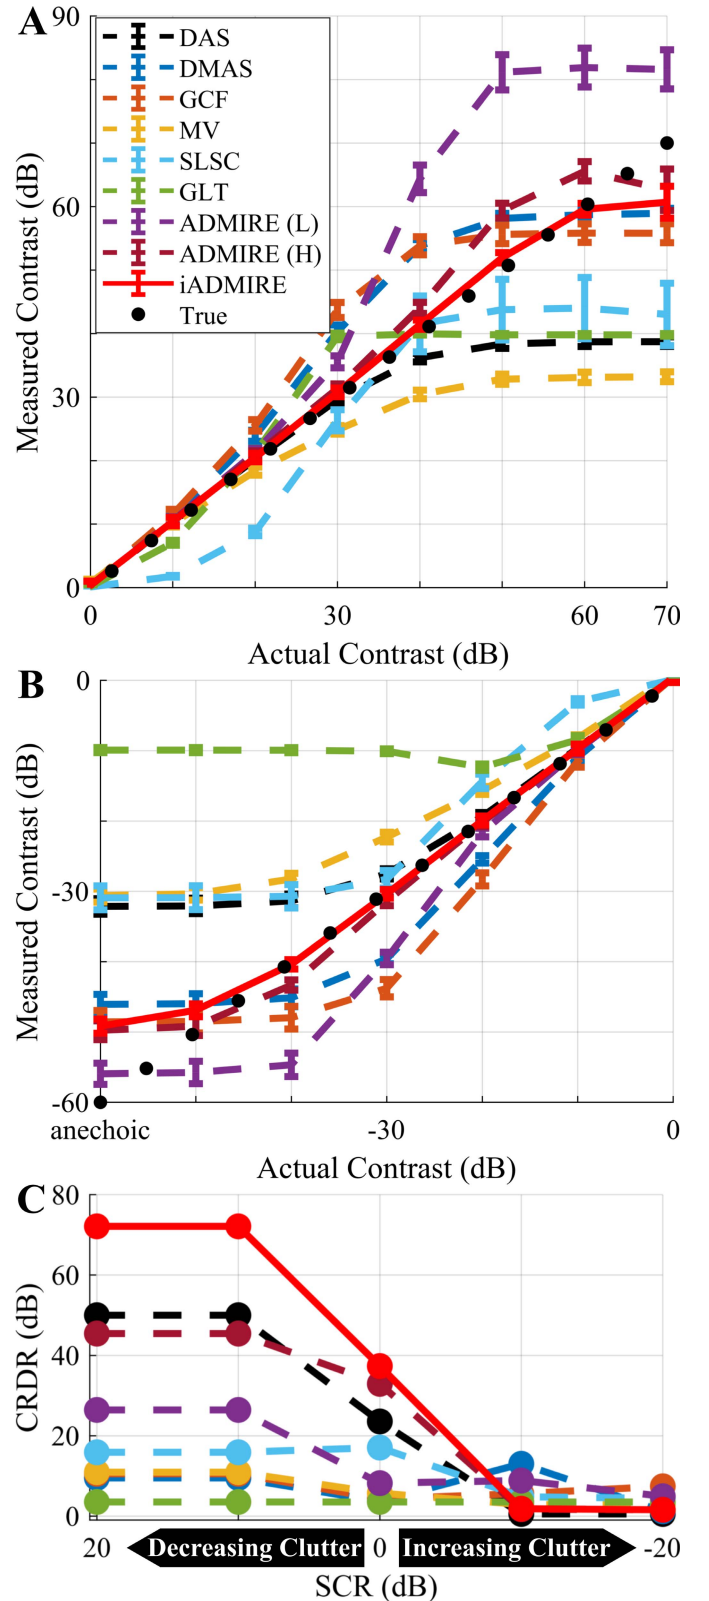 A
90
60
30
0
Measured Contrast (dB)
DAS
DMAS
GCF
MV
SLSC
GLT
ADMIRE (L)
ADMIRE (H)
iADMIRE
True
0 30 60 70
Actual Contrast (dB)
B
0
-30
-60
Measured Contrast (dB)
anechoic -30 0
Actual Contrast (dB)
C
80
60
40
20
0
CRDR (dB)
20 Decreasing Clutter 0 Increasing Clutter -20
SCR (dB)